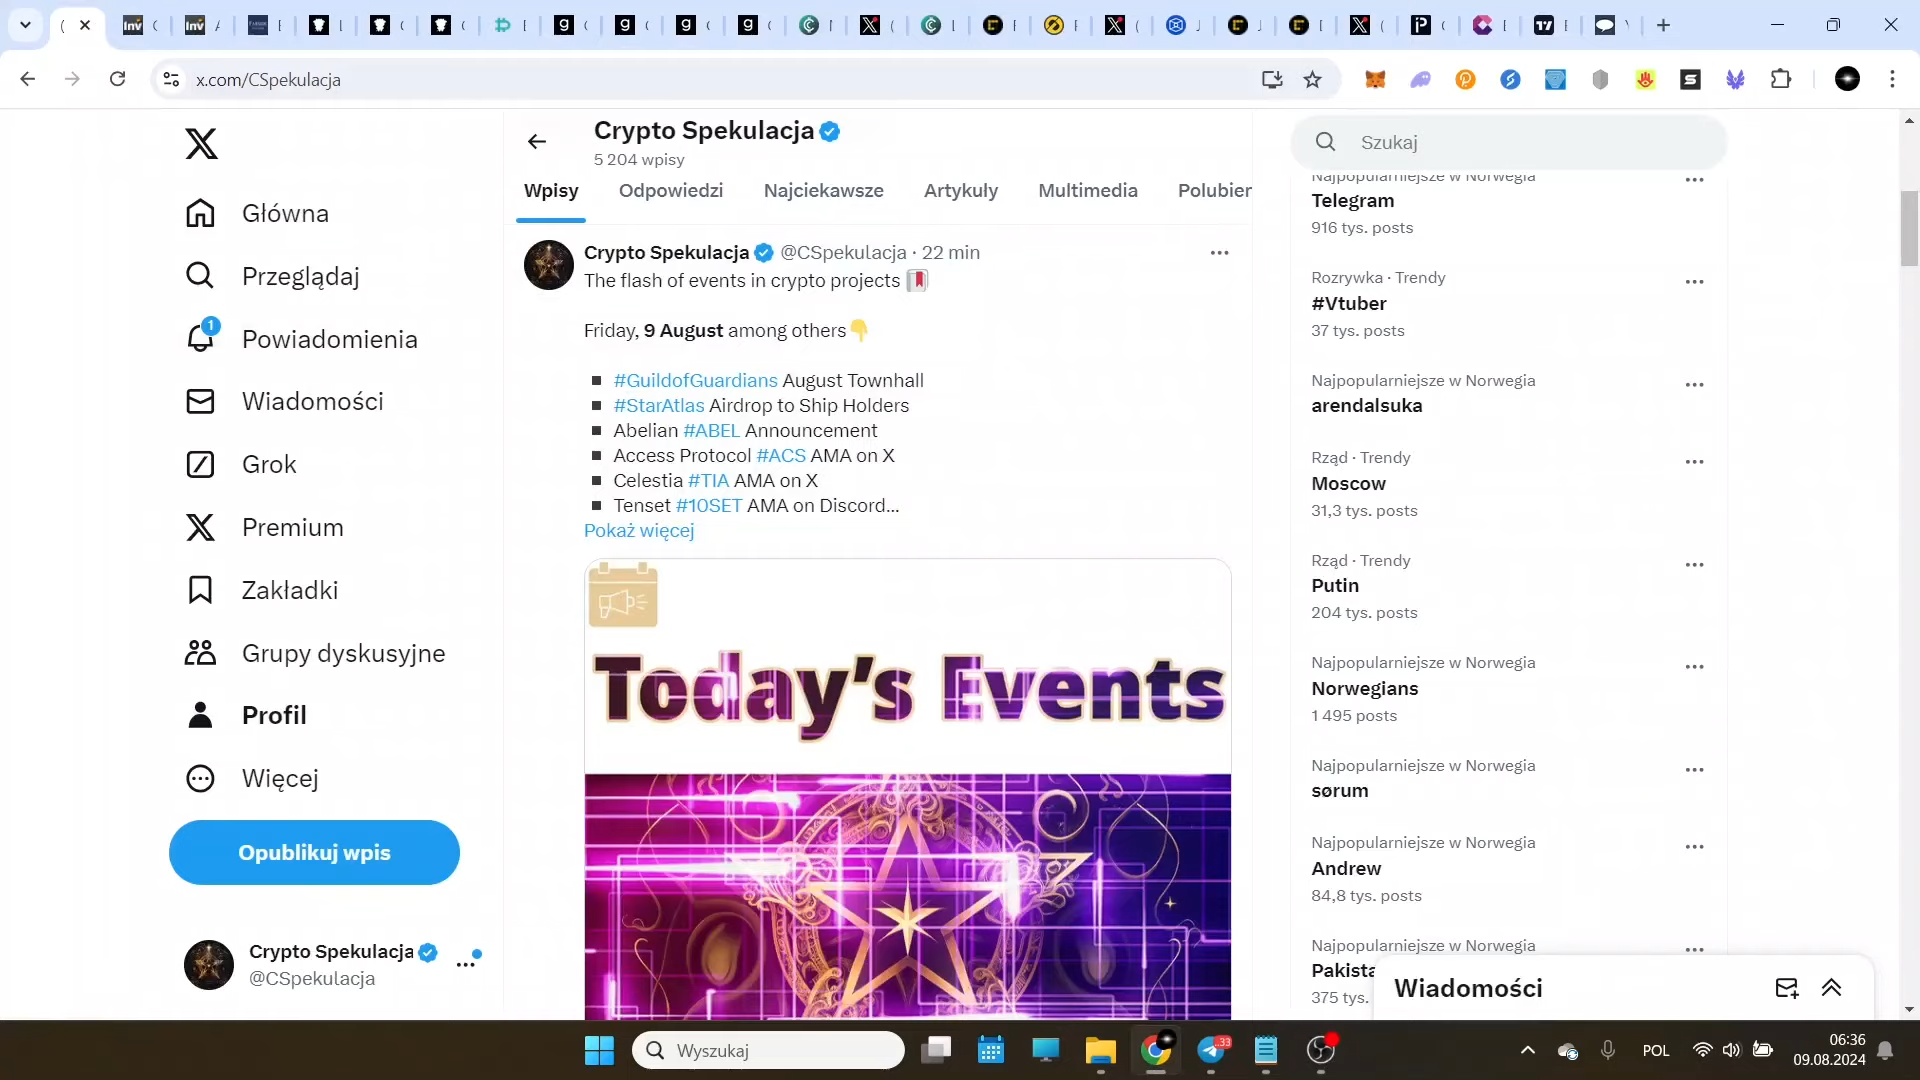 x.com/CSpekulacja
Główna
Przeglądaj
1
Powiadomienia
Wiadomości
Grok
Premium
Zakładki
Grupy dyskusyjne
Profil
Więcej
Opublikuj wpis
Crypto Spekulacja
@CSpekulacja
Crypto Spekulacja
5 204 wpisy
Wpisy Odpowiedzi Najciekawsze Artykuły Multimedia Polubier
Crypto Spekulacja @CSpekulacja · 22 min
The flash of events in crypto projects
Friday, 9 August among others
#GuildofGuardians August Townhall
#StarAtlas Airdrop to Ship Holders
Abelian #ABEL Announcement
Access Protocol #ACS AMA on X
Celestia #TIA AMA on X
Tenset #10SET AMA on Discord...
Pokaż więcej
Today's Events
Szukaj
Najpopularniejsze w Norwegia
Telegram
916 tys. posts
Rozrywka · Trendy
#Vtuber
37 tys. posts
Najpopularniejsze w Norwegia
arendalsuka
Rząd · Trendy
Moscow
31,3 tys. posts
Rząd · Trendy
Putin
204 tys. posts
Najpopularniejsze w Norwegia
Norwegians
1 495 posts
Najpopularniejsze w Norwegia
sørum
Najpopularniejsze w Norwegia
Andrew
84,8 tys. posts
Najpopularniejsze w Norwegia
Pakista
375 tys.
Wiadomości
Wyszukaj
POL
06:36
09.08.2024